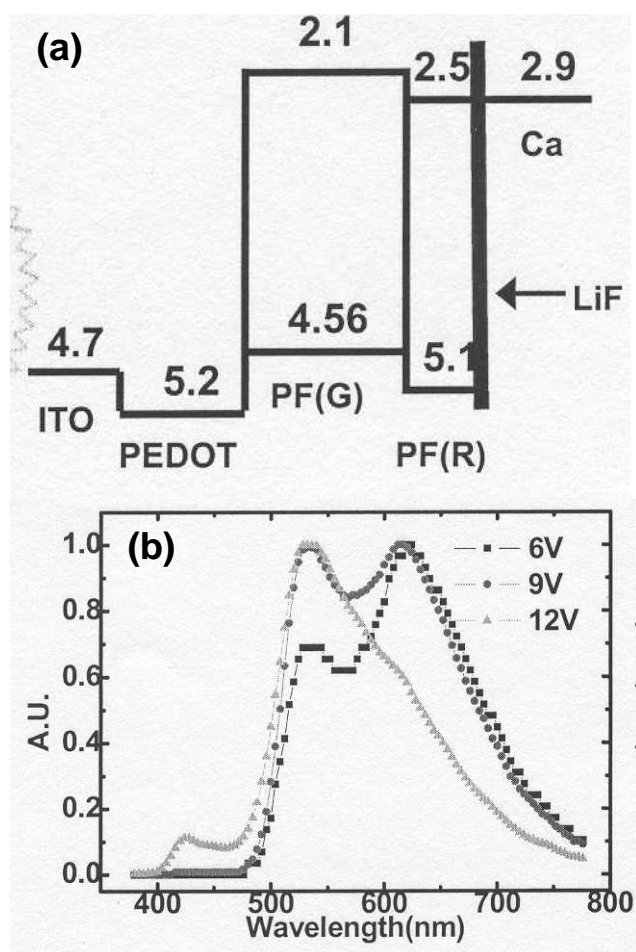 (a)
2.1
2.5 2.9
Ca
LiF
4.56
4.7 5.1
5.2
ITO PF(G)
PEDOT PF(R)
(b)
1.0
0.8
0.6
0.4
0.2
0.0
A.U.
6V
9V
12V
400 500 600 700 800
Wavelength(nm)